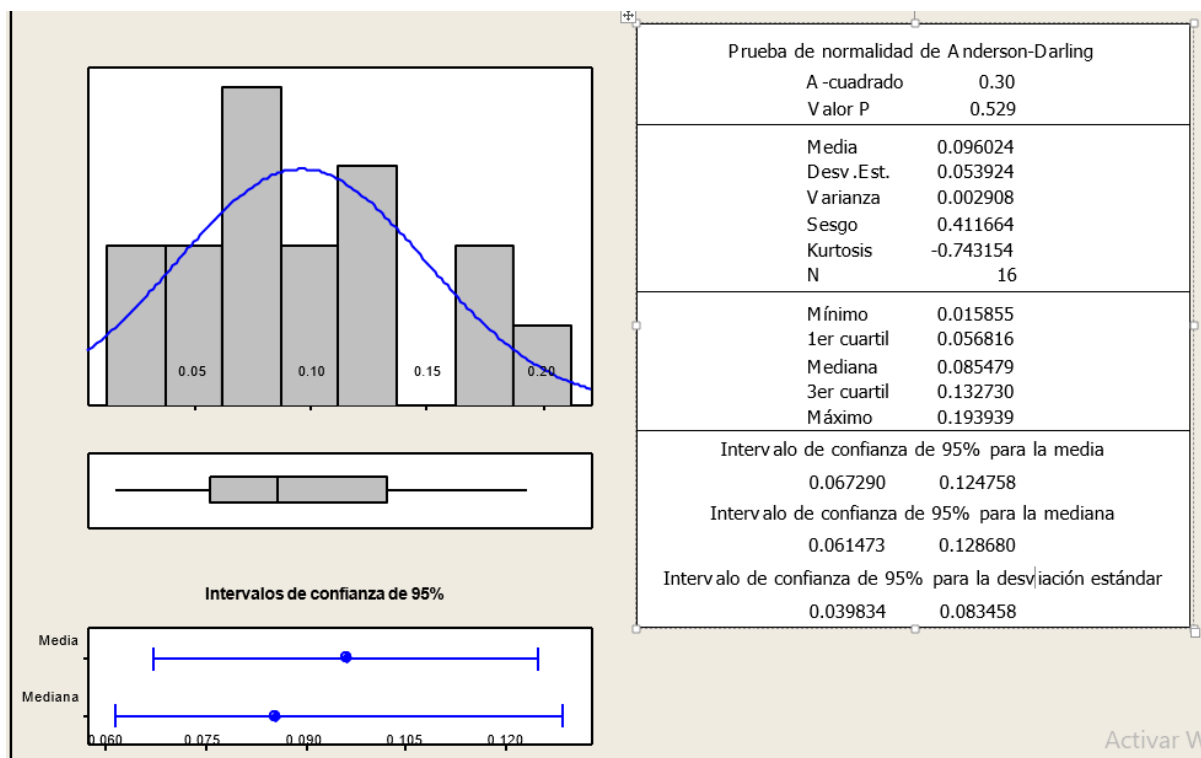 0.05 0.10 0.15 0.20
Intervalos de confianza de 95%
Media
Mediana
0.060 0.075 0.090 0.105 0.120
Prueba de normalidad de Anderson-Darling
A-cuadrado 0.30
Valor P 0.529
Media 0.096024
Desv.Est. 0.053924
Varianza 0.002908
Sesgo 0.411664
Kurtosis -0.743154
N 16
Mínimo 0.015855
1er cuartil 0.056816
Mediana 0.085479
3er cuartil 0.132730
Máximo 0.193939
Intervalo de confianza de 95% para la media
0.067290 0.124758
Intervalo de confianza de 95% para la mediana
0.061473 0.128680
Intervalo de confianza de 95% para la desviación estándar
0.039834 0.083458
Activar W